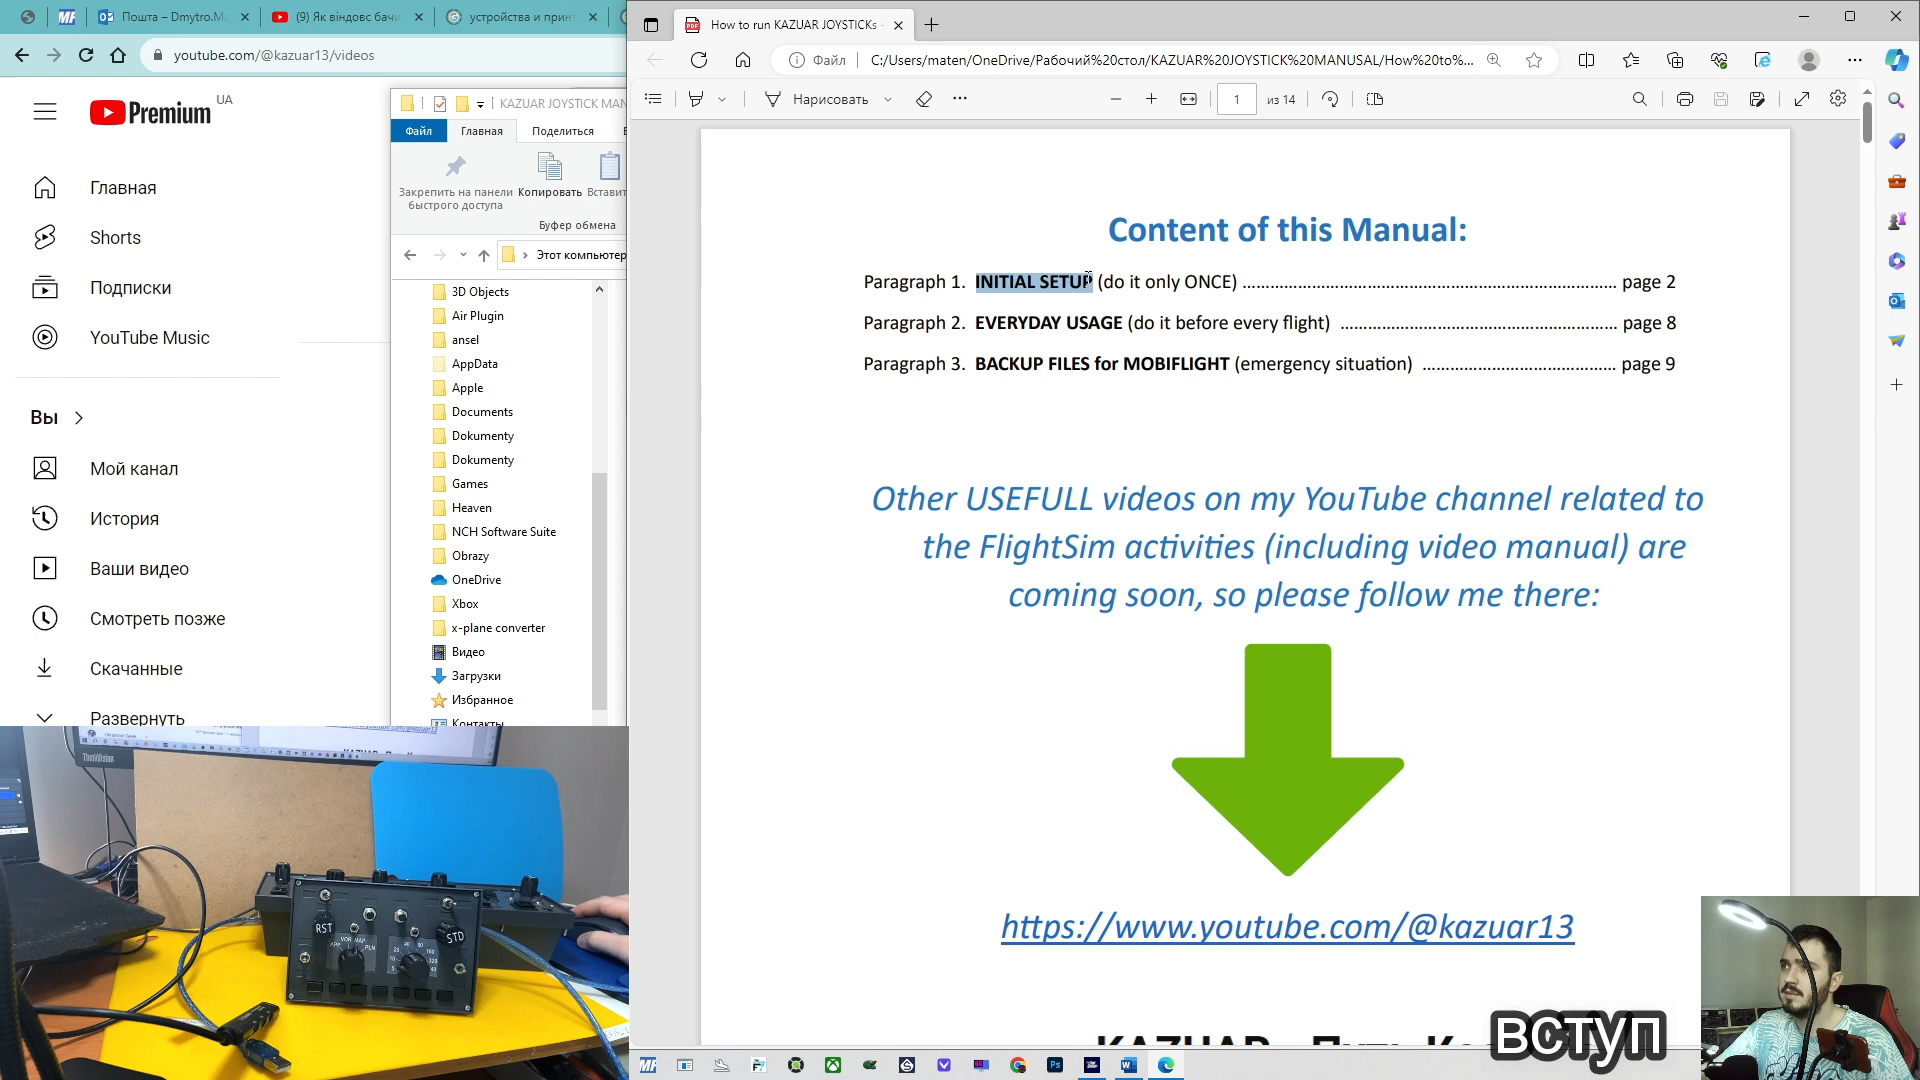 Пошта – Dmytro.Ma
(9) Як віндовс бачи
устройства и принт
youtube.com/@kazuar13/videos
Premium UA
Главная
Shorts
Подписки
YouTube Music
Вы
Мой канал
История
Ваши видео
Смотреть позже
Скачанные
Развернуть
KAZUAR JOYSTICK MAN
Файл
Главная
Поделиться
Закрепить на панели
быстрого доступа
Копировать
Вставит
Буфер обмена
Этот компьютер
3D Objects
Air Plugin
ansel
AppData
Apple
Documents
Dokumenty
Dokumenty
Games
Heaven
NCH Software Suite
Obrazy
OneDrive
Xbox
x-plane converter
Видео
Загрузки
Избранное
Контакты
How to run KAZUAR JOYSTICKs -
Файл
C:/Users/maten/OneDrive/Рабочий%20стол/KAZUAR%20JOYSTICK%20MANUSAL/How%20to%...
Нарисовать
1 из 14
Content of this Manual:
Paragraph 1. INITIAL SETUP (do it only ONCE) ........ page 2
Paragraph 2. EVERYDAY USAGE (do it before every flight) ........ page 8
Paragraph 3. BACKUP FILES for MOBIFLIGHT (emergency situation) ........ page 9
Other USEFULL videos on my YouTube channel related to
the FlightSim activities (including video manual) are
coming soon, so please follow me there:
https://www.youtube.com/@kazuar13
ВСТУП
ThinkVision
RST
STD
VOR MAP
APP
PLN